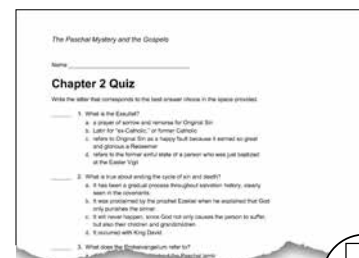 The Paschal Mystery and the Gospels
Name
Chapter 2 Quiz
Write the letter that corresponds to the best answer choice in the space provided.
1. What is the Exsultet?
a. a prayer of sorrow and remorse for Original Sin
b. Latin for "ex-Catholic," or former Catholic
c. refers to Original Sin as a happy fault because it earned so great
and glorious a Redeemer
d. refers to the former sinful state of a person who was just baptized
at the Easter Vigil
2. What is true about ending the cycle of sin and death?
a. It has been a gradual process throughout salvation history, clearly
seen in the covenants.
b. It was proclaimed by the prophet Ezekiel when he explained that God
only punishes the sinner.
c. It will never happen, since God not only causes the person to suffer,
but also their children and grandchildren.
d. It occurred with King David.
3. What does the Protoevangelium refer to?
the Paschal lamb